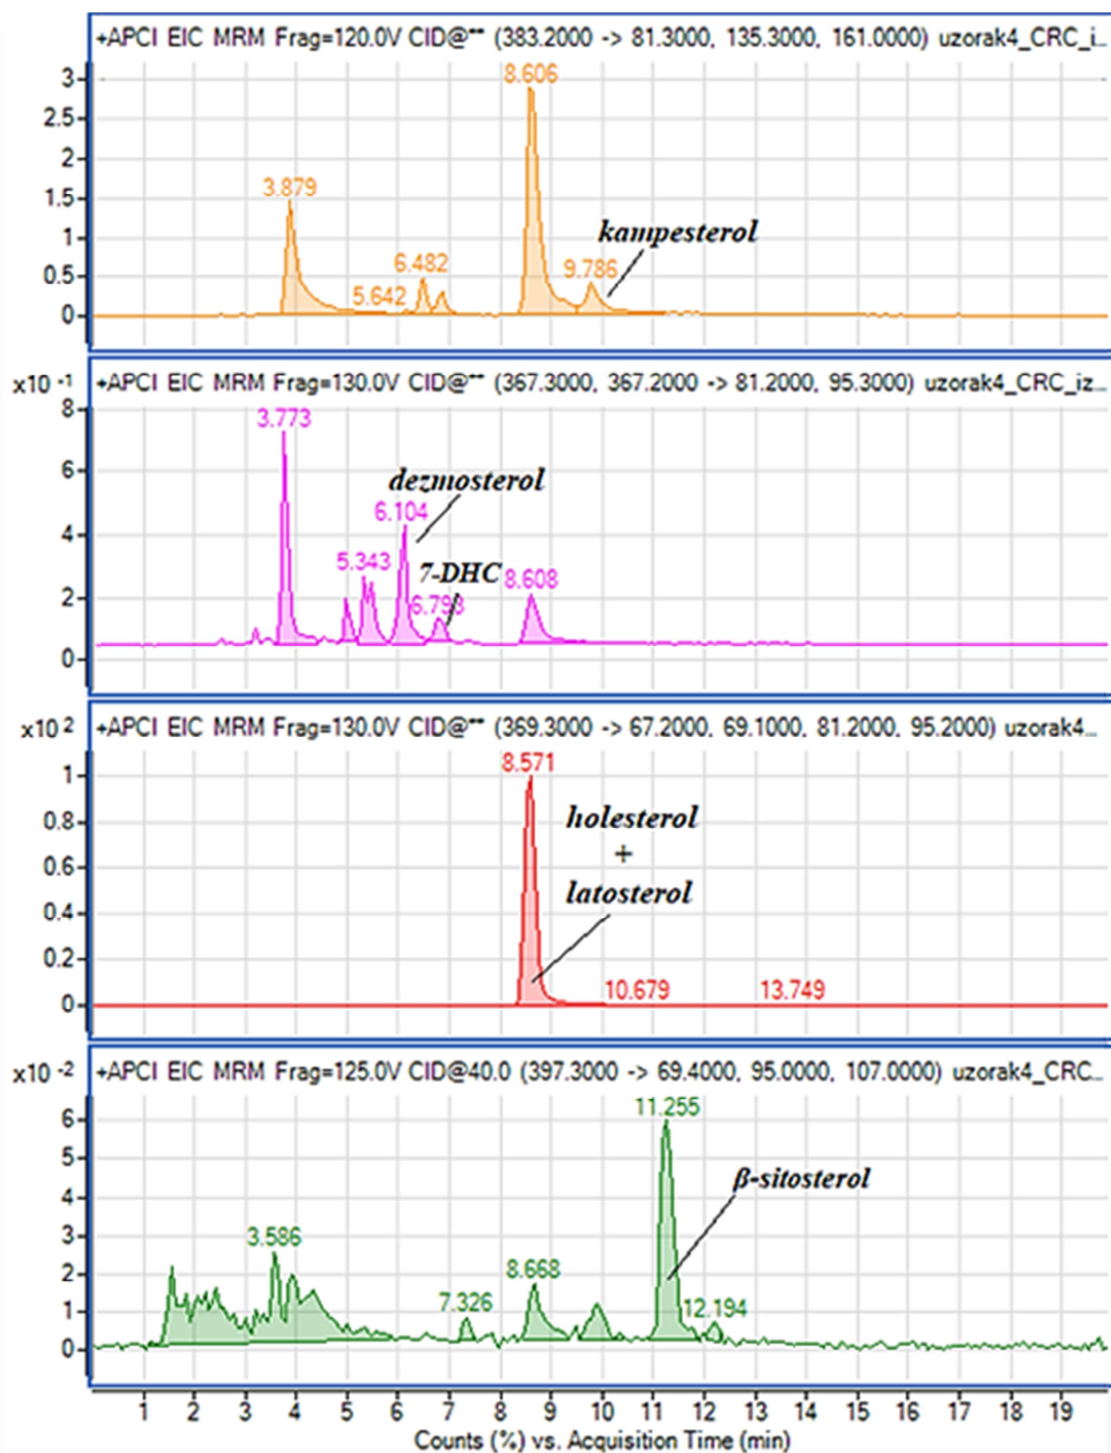 +APCI EIC MRM Frag=120.0V CID@** (383.2000 -> 81.3000, 135.3000, 161.0000) uzorak4_CRC_i...
3
2.5
2
1.5
1
0.5
0
8.606
3.879
kampesterol
6.482
9.786
5.642
x10 -1
+APCI EIC MRM Frag=130.0V CID@** (367.3000, 367.2000 -> 81.2000, 95.3000) uzorak4_CRC_iz...
8
6
4
2
0
3.773
dezmosterol
6.104
5.343
7-DHC
8.608
6.793
x10 2
+APCI EIC MRM Frag=130.0V CID@** (369.3000 -> 67.2000, 69.1000, 81.2000, 95.2000) uzorak4...
1
0.8
0.6
0.4
0.2
0
8.571
holesterol
+
latosterol
10.679
13.749
x10 -2
+APCI EIC MRM Frag=125.0V CID@40.0 (397.3000 -> 69.4000, 95.0000, 107.0000) uzorak4_CRC...
6
5
4
3
2
1
0
11.255
β-sitosterol
3.586
8.668
7.326
12.194
1 2 3 4 5 6 7 8 9 10 11 12 13 14 15 16 17 18 19
Counts (%) vs. Acquisition Time (min)